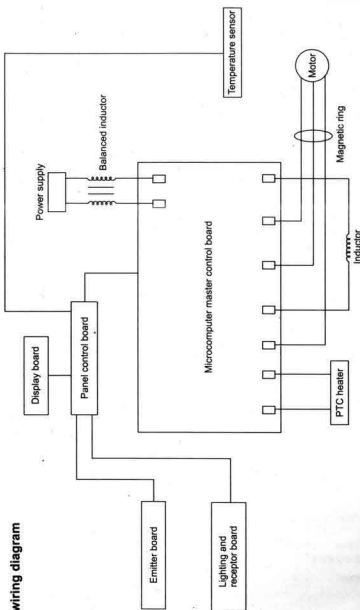 wiring diagram
Emitter board
Lighting and
receptor board
Display board
Panel control board
Power supply
Balanced inductor
Temperature sensor
Microcomputer master control board
PTC heater
Inductor
Magnetic ring
Motor